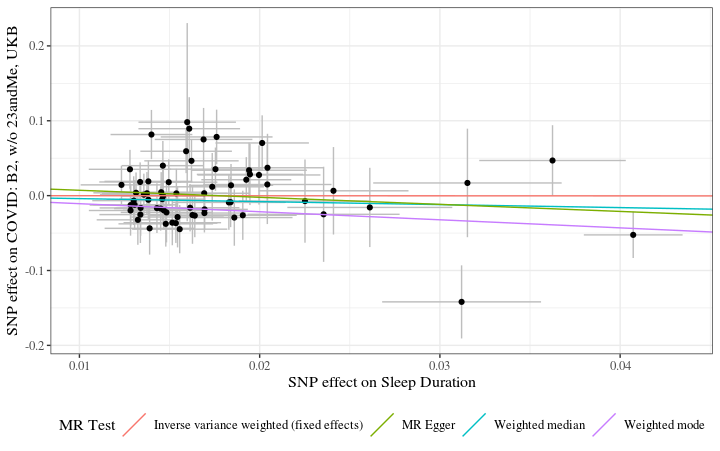 SNP effect on COVID: B2, w/o 23andMe, UKB
0.2
0.1
0.0
-0.1
-0.2
0.01 0.02 0.03 0.04
SNP effect on Sleep Duration
MR Test Inverse variance weighted (fixed effects) MR Egger Weighted median Weighted mode